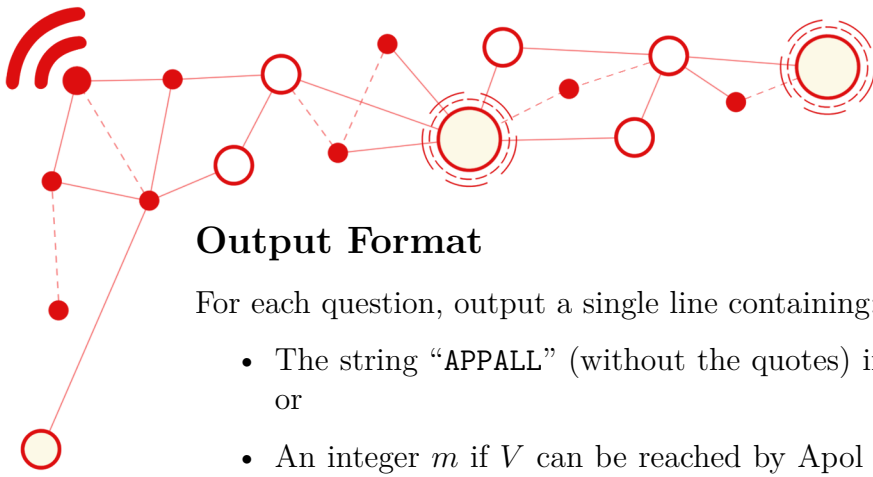 Output Format
For each question, output a single line containing:
• The string “APPALL” (without the quotes) i
or
• An integer m if V can be reached by Apol